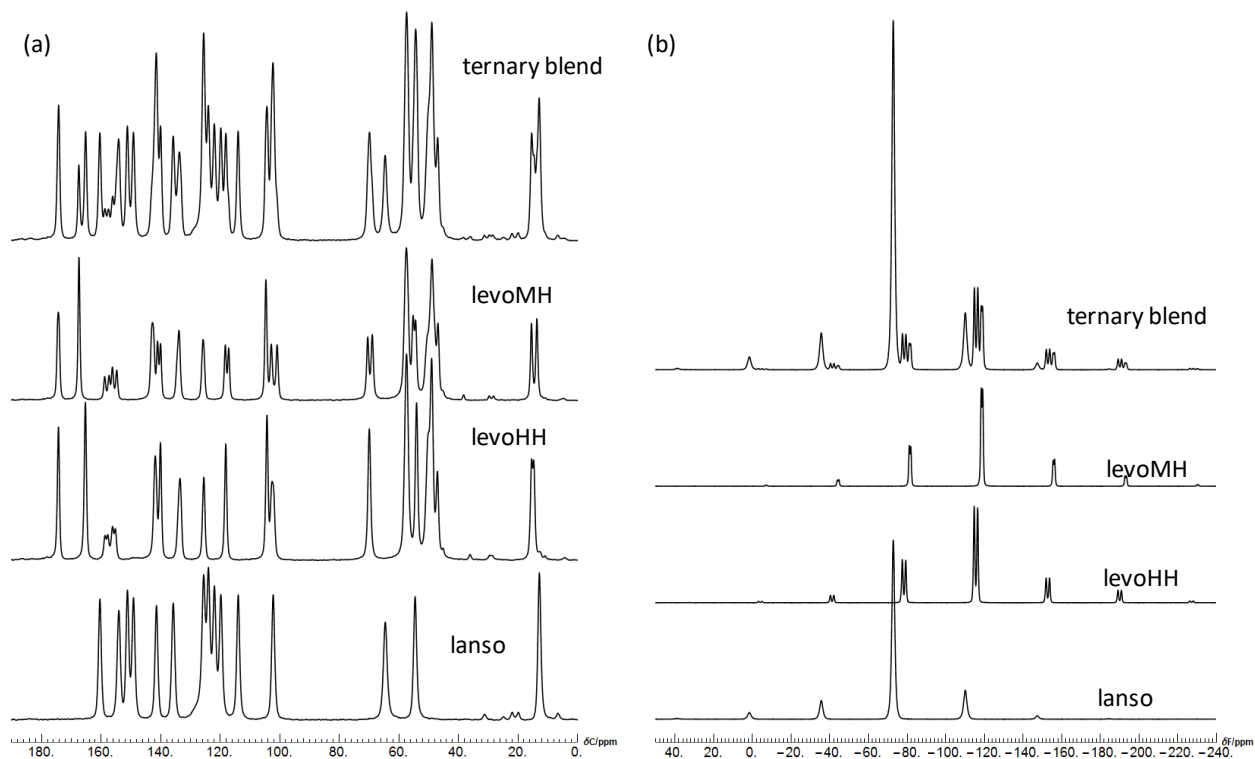 (a)
ternary blend
levoMH
levoHH
lanso
180. 160. 140. 120. 100. 80. 60. 40. 20. 0. δC/ppm
(b)
ternary blend
levoMH
levoHH
lanso
40. 20. 0. −20. −40. −60. −80. −100. −120. −140. −160. −180. −200. −220. −240. δF/ppm